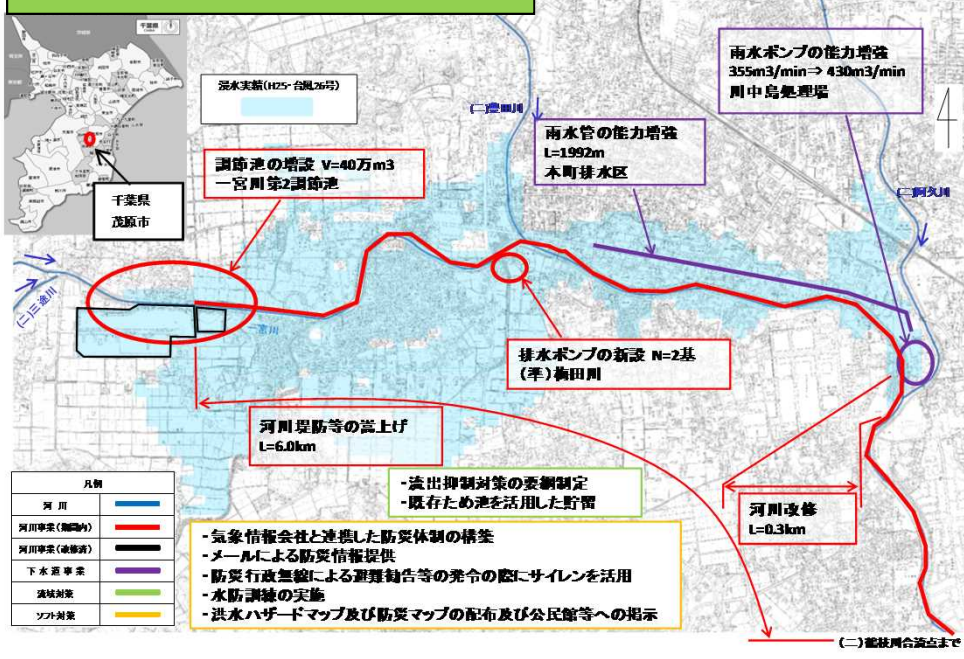 千葉県
浸水実績(H25-台風26号)
千葉県
茂原市
調節池の増設 V=40万m3
一宮川第2調節池
(二)豊田川
雨水管の能力増強
L=1992m
本町排水区
雨水ポンプの能力増強
355m3/min⇒ 430m3/min
川中島処理場
(二)阿久川
(二)三途川
一宮川
排水ポンプの新設 N=2基
(準)梅田川
河川堤防等の嵩上げ
L=6.0km
河川改修
L=0.3km
・流出抑制対策の要綱制定
・既存ため池を活用した貯留
・気象情報会社と連携した防災体制の構築
・メールによる防災情報提供
・防災行政無線による避難勧告等の発令の際にサイレンを活用
・水防訓練の実施
・洪水ハザードマップ及び防災マップの配布及び公民館等への掲示
凡例
河 川
河川事業(期間内)
河川事業(改修済)
下水道事業
流域対策
ソフト対策
(二)鶴枝川合流点まで